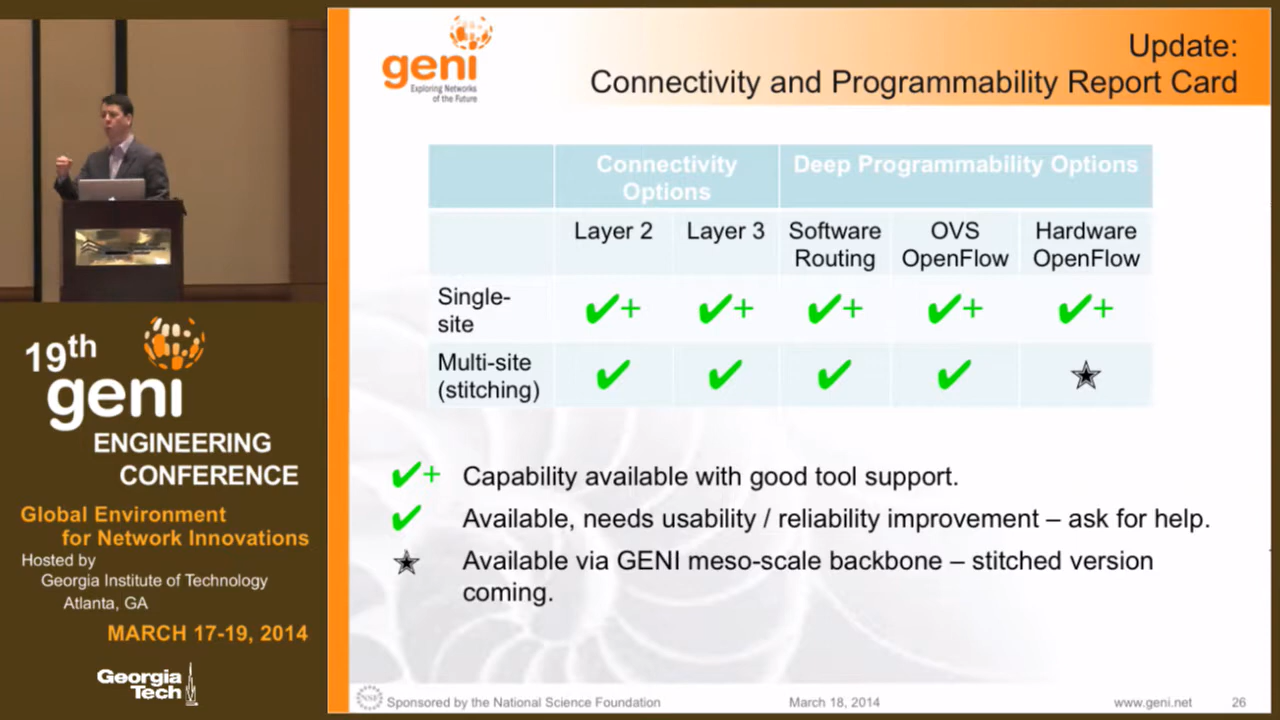 geni
Exploring Networks
of the Future
Update:
Connectivity and Programmability Report Card
Connectivity
Options
Deep Programmability Options
Layer 2
Layer 3
Software
Routing
OVS
OpenFlow
Hardware
OpenFlow
Single-
site
✔+ ✔+ ✔+ ✔+ ✔+
Multi-site
(stitching)
✔ ✔ ✔ ✔ ★
✔+ Capability available with good tool support.
✔ Available, needs usability / reliability improvement – ask for help.
★ Available via GENI meso-scale backbone – stitched version
coming.
NSF
Sponsored by the National Science Foundation
March 18, 2014
www.geni.net
26
19th
geni
ENGINEERING
CONFERENCE
Global Environment
for Network Innovations
Hosted by
Georgia Institute of Technology
Atlanta, GA
MARCH 17-19, 2014
Georgia
Tech